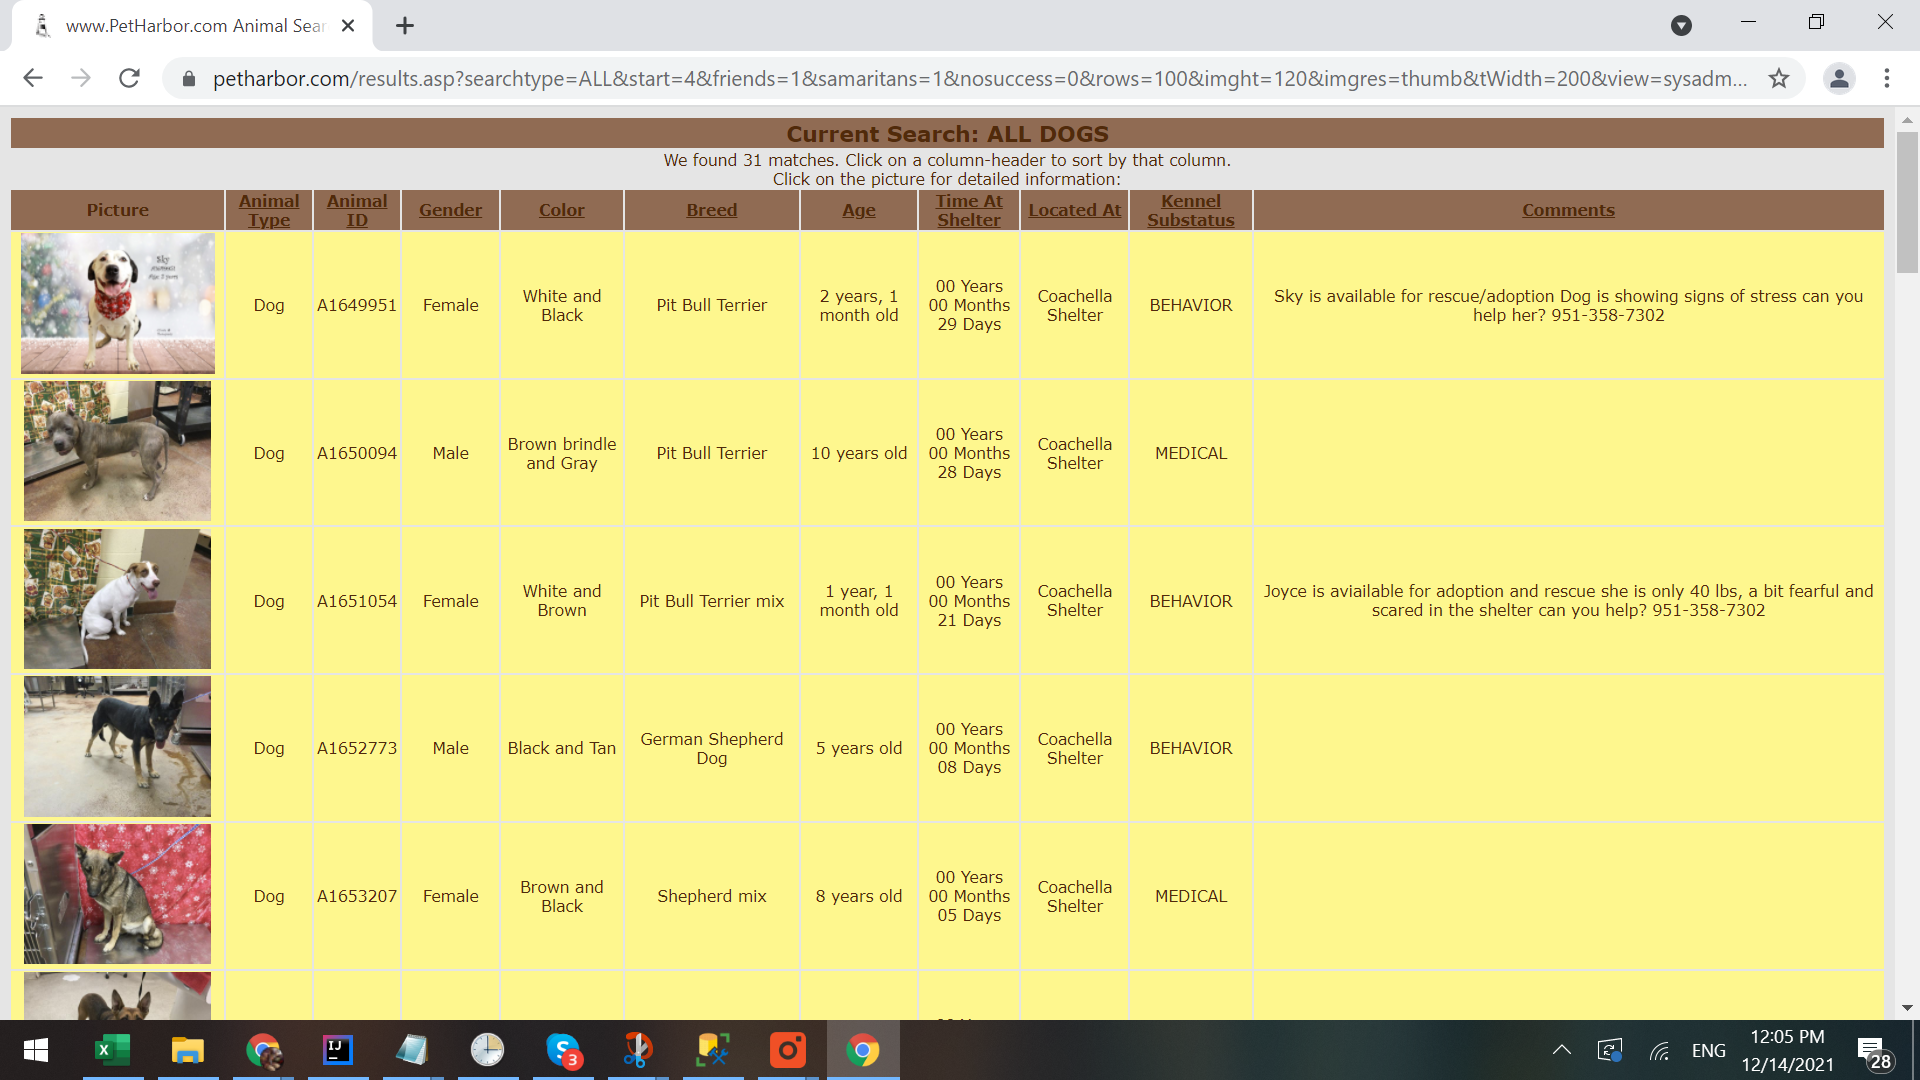 www.PetHarbor.com Animal Sear
petharbor.com/results.asp?searchtype=ALL&start=4&friends=1&samaritans=1&nosuccess=0&rows=100&imght=120&imgres=thumb&tWidth=200&view=sysadm...
Current Search: ALL DOGS
We found 31 matches. Click on a column-header to sort by that column.
Click on the picture for detailed information:
Picture
Animal
Type
Animal
ID
Gender
Color
Breed
Age
Time At
Shelter
Located At
Kennel
Substatus
Comments
Sky
Dog
A1649951
Female
White and
Black
Pit Bull Terrier
2 years, 1
month old
00 Years
00 Months
29 Days
Coachella
Shelter
BEHAVIOR
Sky is available for rescue/adoption Dog is showing signs of stress can you
help her? 951-358-7302
Dog
A1650094
Male
Brown brindle
and Gray
Pit Bull Terrier
10 years old
00 Years
00 Months
28 Days
Coachella
Shelter
MEDICAL
Dog
A1651054
Female
White and
Brown
Pit Bull Terrier mix
1 year, 1
month old
00 Years
00 Months
21 Days
Coachella
Shelter
BEHAVIOR
Joyce is avialable for adoption and rescue she is only 40 lbs, a bit fearful and
scared in the shelter can you help? 951-358-7302
Dog
A1652773
Male
Black and Tan
German Shepherd
Dog
5 years old
00 Years
00 Months
08 Days
Coachella
Shelter
BEHAVIOR
Dog
A1653207
Female
Brown and
Black
Shepherd mix
8 years old
00 Years
00 Months
05 Days
Coachella
Shelter
MEDICAL
3
ENG
12:05 PM
12/14/2021
28